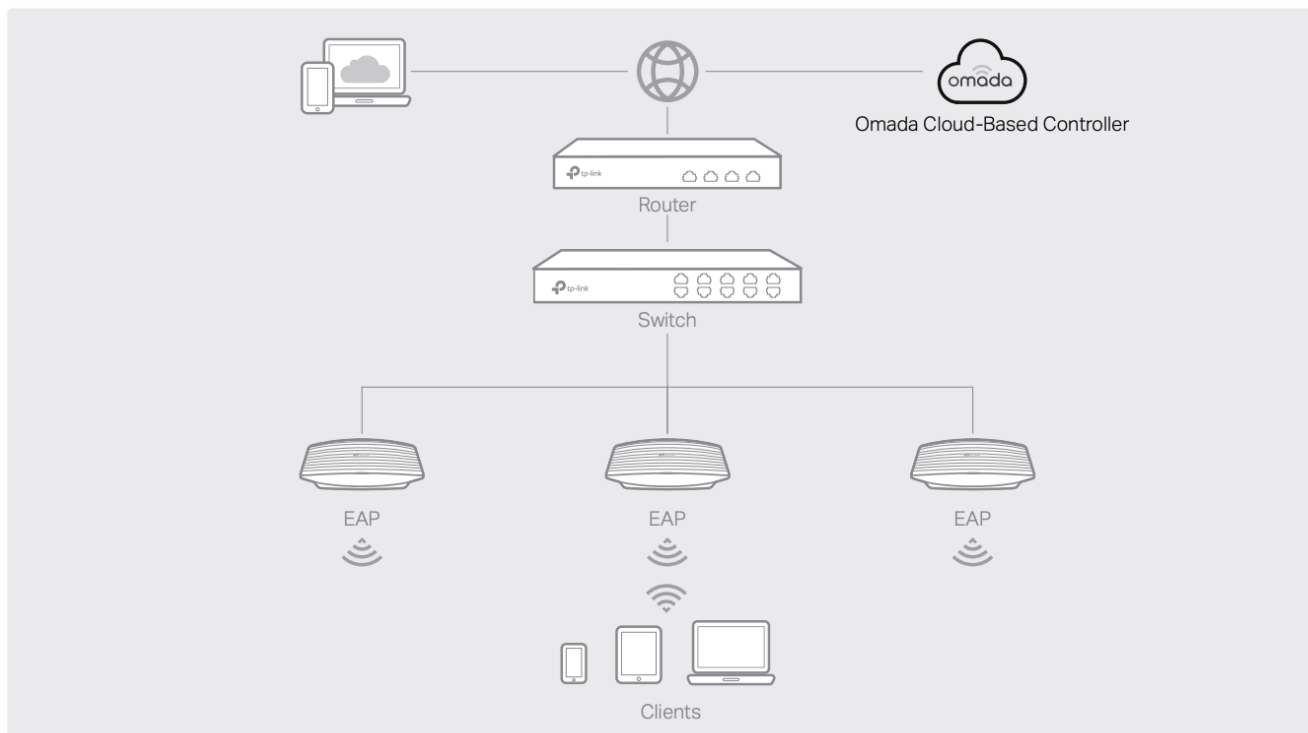 omada
Omada Cloud-Based Controller
tp-link
Router
tp-link
Switch
EAP
EAP
EAP
Clients